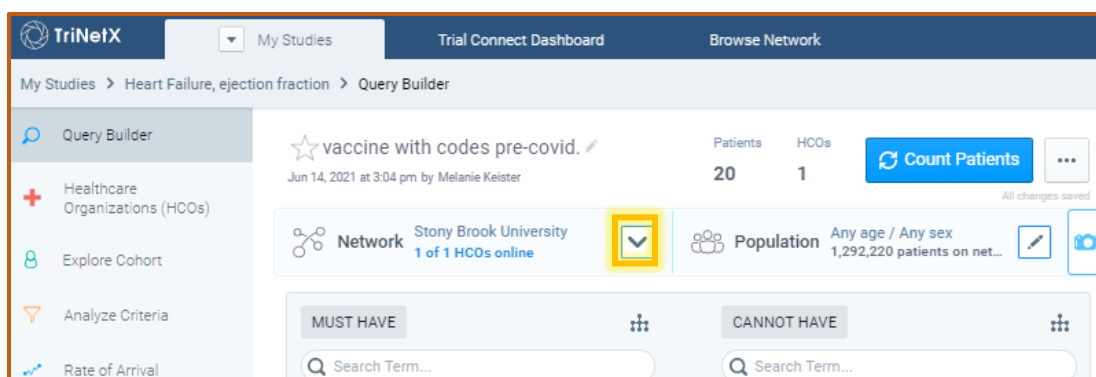 TriNetX
My Studies
Trial Connect Dashboard
Browse Network
My Studies > Heart Failure, ejection fraction > Query Builder
Query Builder
Healthcare
Organizations (HCOs)
Explore Cohort
Analyze Criteria
Rate of Arrival
vaccine with codes pre-covid.
Jun 14, 2021 at 3:04 pm by Melanie Keister
Patients
20
HCOs
1
Count Patients
...
All changes saved
Network
Stony Brook University
1 of 1 HCOs online
Population
Any age / Any sex
1,292,220 patients on net...
MUST HAVE
Search Term...
CANNOT HAVE
Search Term...